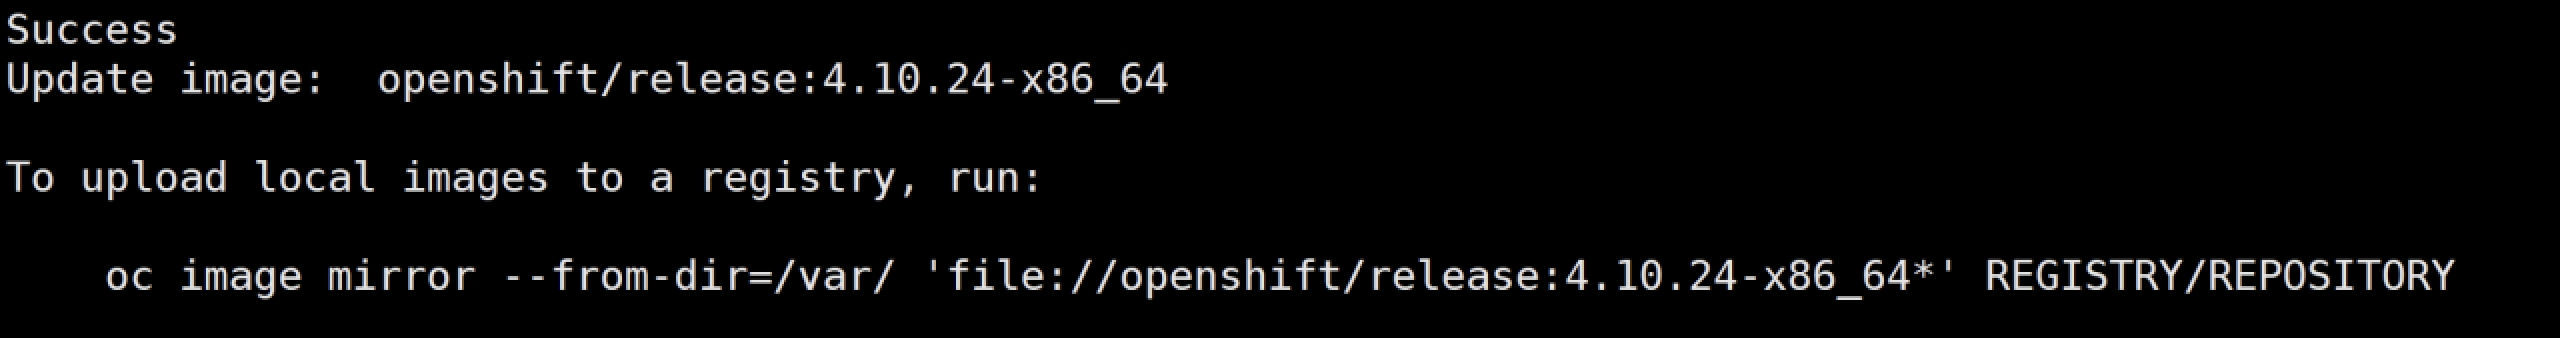 Success
Update image:  openshift/release:4.10.24-x86_64
To upload local images to a registry, run:
oc image mirror --from-dir=/var/ 'file://openshift/release:4.10.24-x86_64*' REGISTRY/REPOSITORY